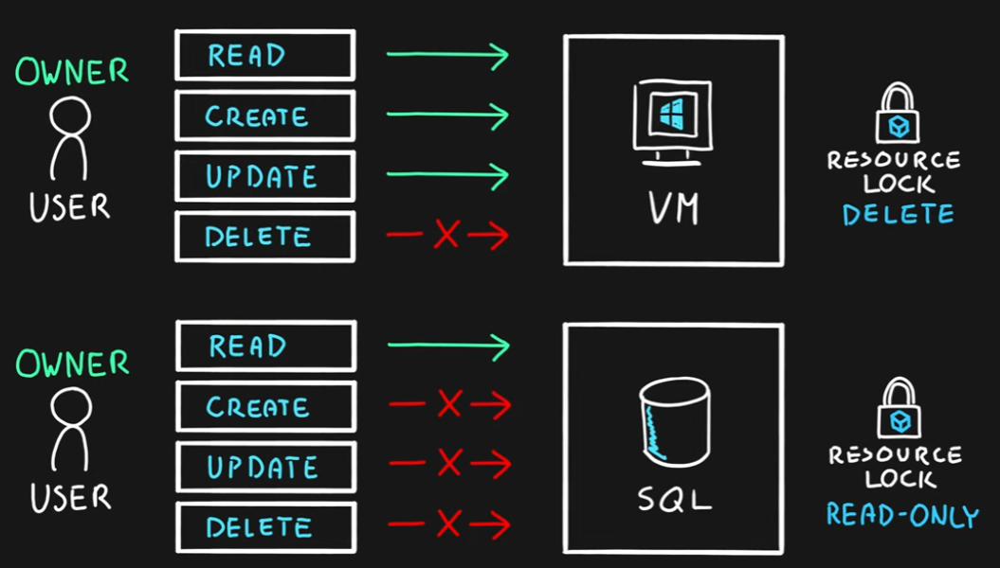 OWNER
USER
READ
CREATE
UPDATE
DELETE
VM
RESOURCE
LOCK
DELETE
OWNER
USER
READ
CREATE
UPDATE
DELETE
SQL
RESOURCE
LOCK
READ-ONLY